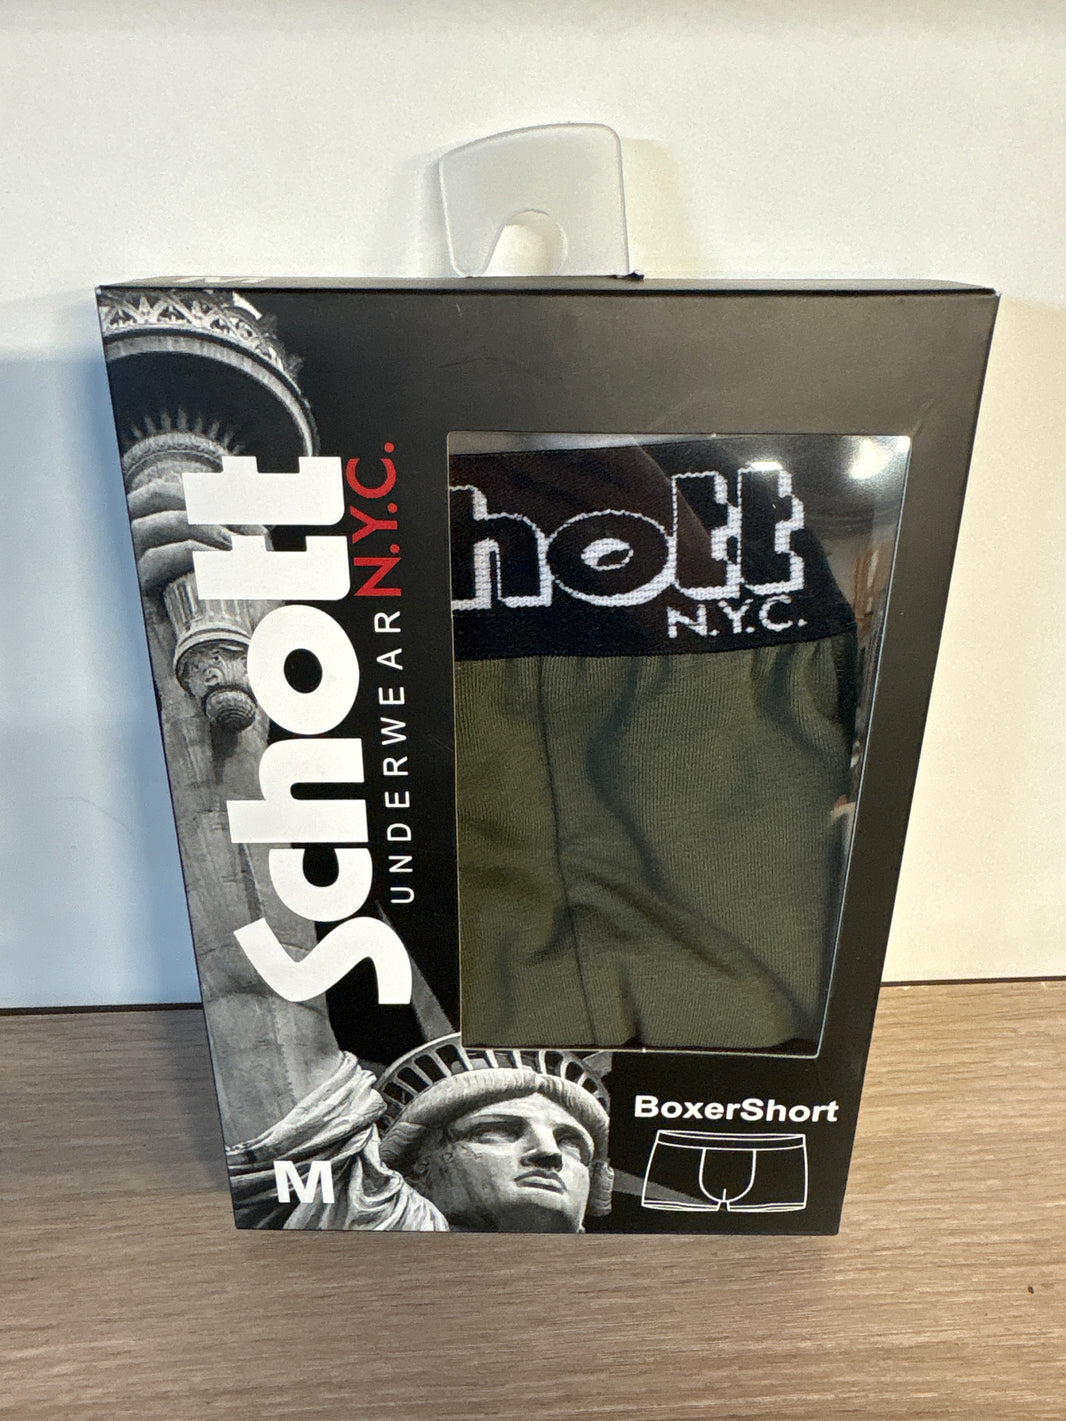 Schott
UNDERWEAR N.Y.C.
hott
N.Y.C.
BoxerShort
M